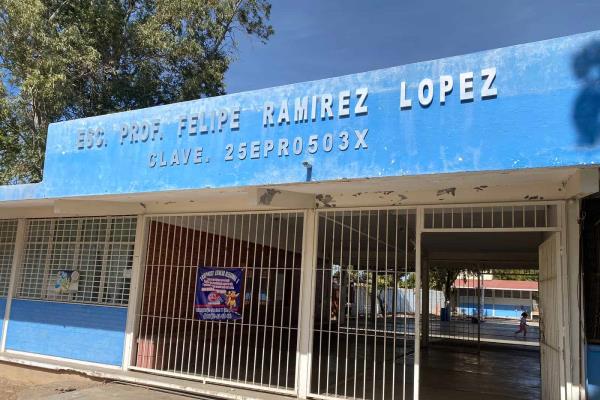 ESC. PROF. FELIPE RAMIREZ LOPEZ
CLAVE. 25EPR0503X